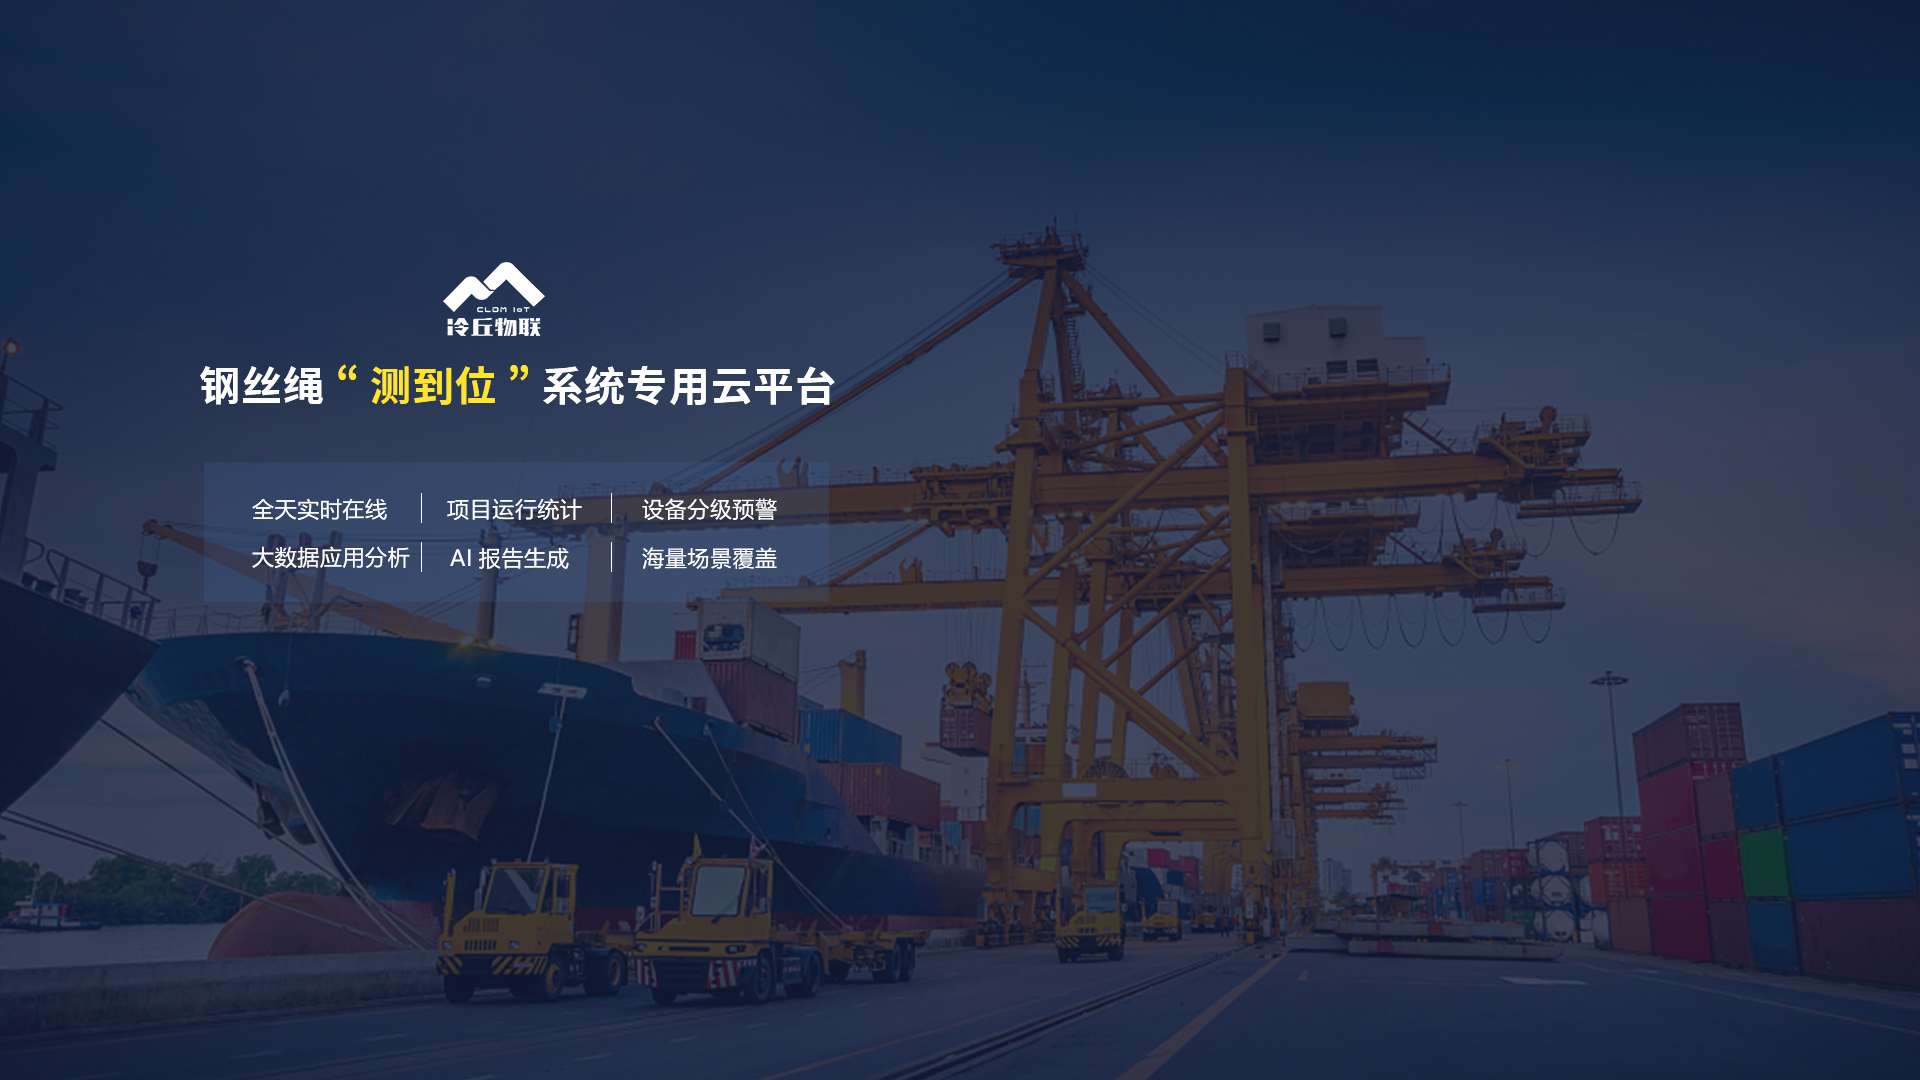 CLDM IoT
冷丘物联
钢丝绳“测到位”系统专用云平台
全天实时在线 项目运行统计 设备分级预警
大数据应用分析 AI 报告生成 海量场景覆盖